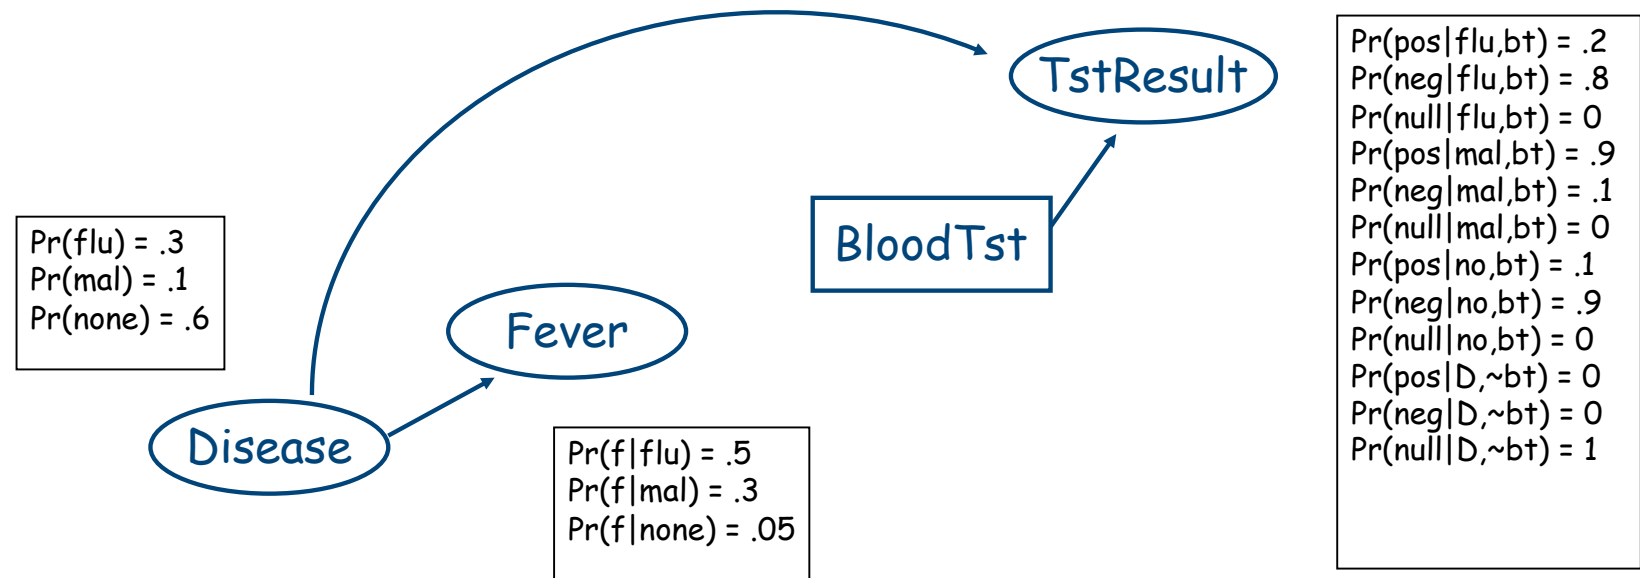 TstResult
BloodTst
Fever
Disease
Pr(flu) = .3
Pr(mal) = .1
Pr(none) = .6
Pr(f|flu) = .5
Pr(f|mal) = .3
Pr(f|none) = .05
Pr(pos|flu,bt) = .2
Pr(neg|flu,bt) = .8
Pr(null|flu,bt) = 0
Pr(pos|mal,bt) = .9
Pr(neg|mal,bt) = .1
Pr(null|mal,bt) = 0
Pr(pos|no,bt) = .1
Pr(neg|no,bt) = .9
Pr(null|no,bt) = 0
Pr(pos|D,~bt) = 0
Pr(neg|D,~bt) = 0
Pr(null|D,~bt) = 1